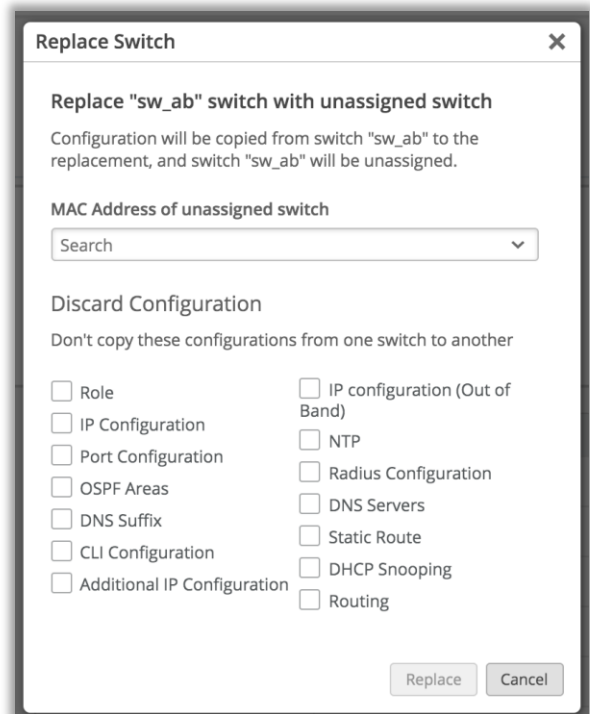 Replace Switch
Replace "sw_ab" switch with unassigned switch
Configuration will be copied from switch "sw_ab" to the
replacement, and switch "sw_ab" will be unassigned.
MAC Address of unassigned switch
Search
Discard Configuration
Don't copy these configurations from one switch to another
Role
IP Configuration
Port Configuration
OSPF Areas
DNS Suffix
CLI Configuration
Additional IP Configuration
IP configuration (Out of
Band)
NTP
Radius Configuration
DNS Servers
Static Route
DHCP Snooping
Routing
Replace
Cancel